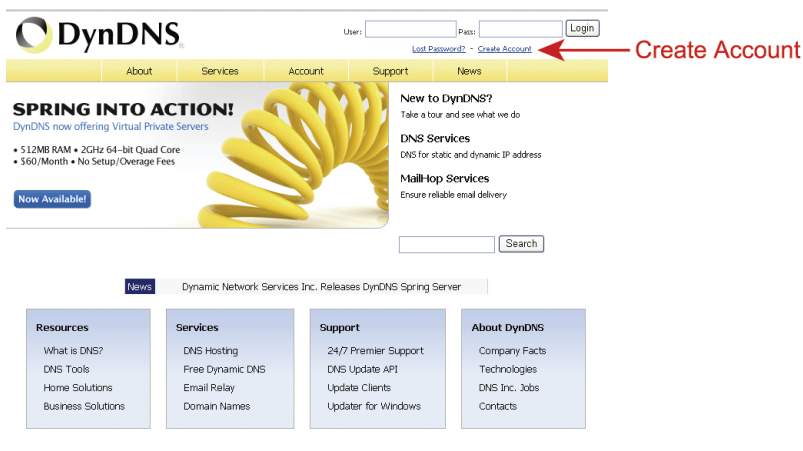 DynDNS
User: Pass: Login
Lost Password? - Create Account
Create Account
About Services Account Support News
SPRING INTO ACTION!
DynDNS now offering Virtual Private Servers
• 512MB RAM • 2GHz 64-bit Quad Core
• $60/Month • No Setup/Overage Fees
Now Available!
New to DynDNS?
Take a tour and see what we do
DNS Services
DNS for static and dynamic IP address
MailHop Services
Ensure reliable email delivery
Search
News Dynamic Network Services Inc. Releases DynDNS Spring Server
Resources
What is DNS?
DNS Tools
Home Solutions
Business Solutions
Services
DNS Hosting
Free Dynamic DNS
Email Relay
Domain Names
Support
24/7 Premier Support
DNS Update API
Update Clients
Updater for Windows
About DynDNS
Company Facts
Technologies
DNS Inc. Jobs
Contacts